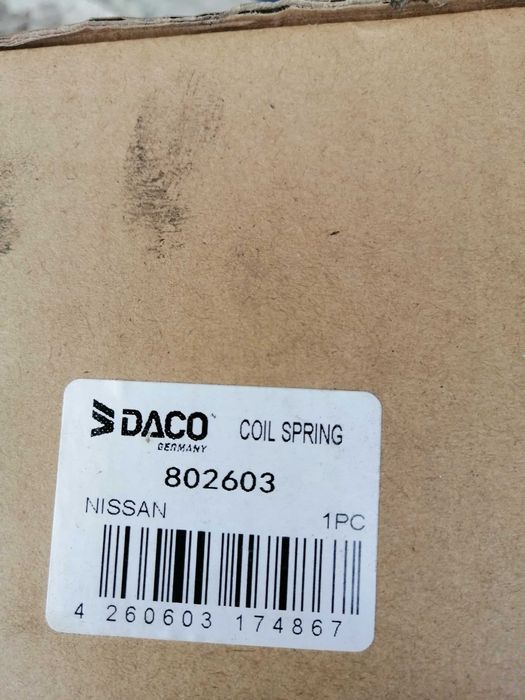 DACO COIL SPRING
GERMANY
802603
NISSAN 1PC
4 260603 174867